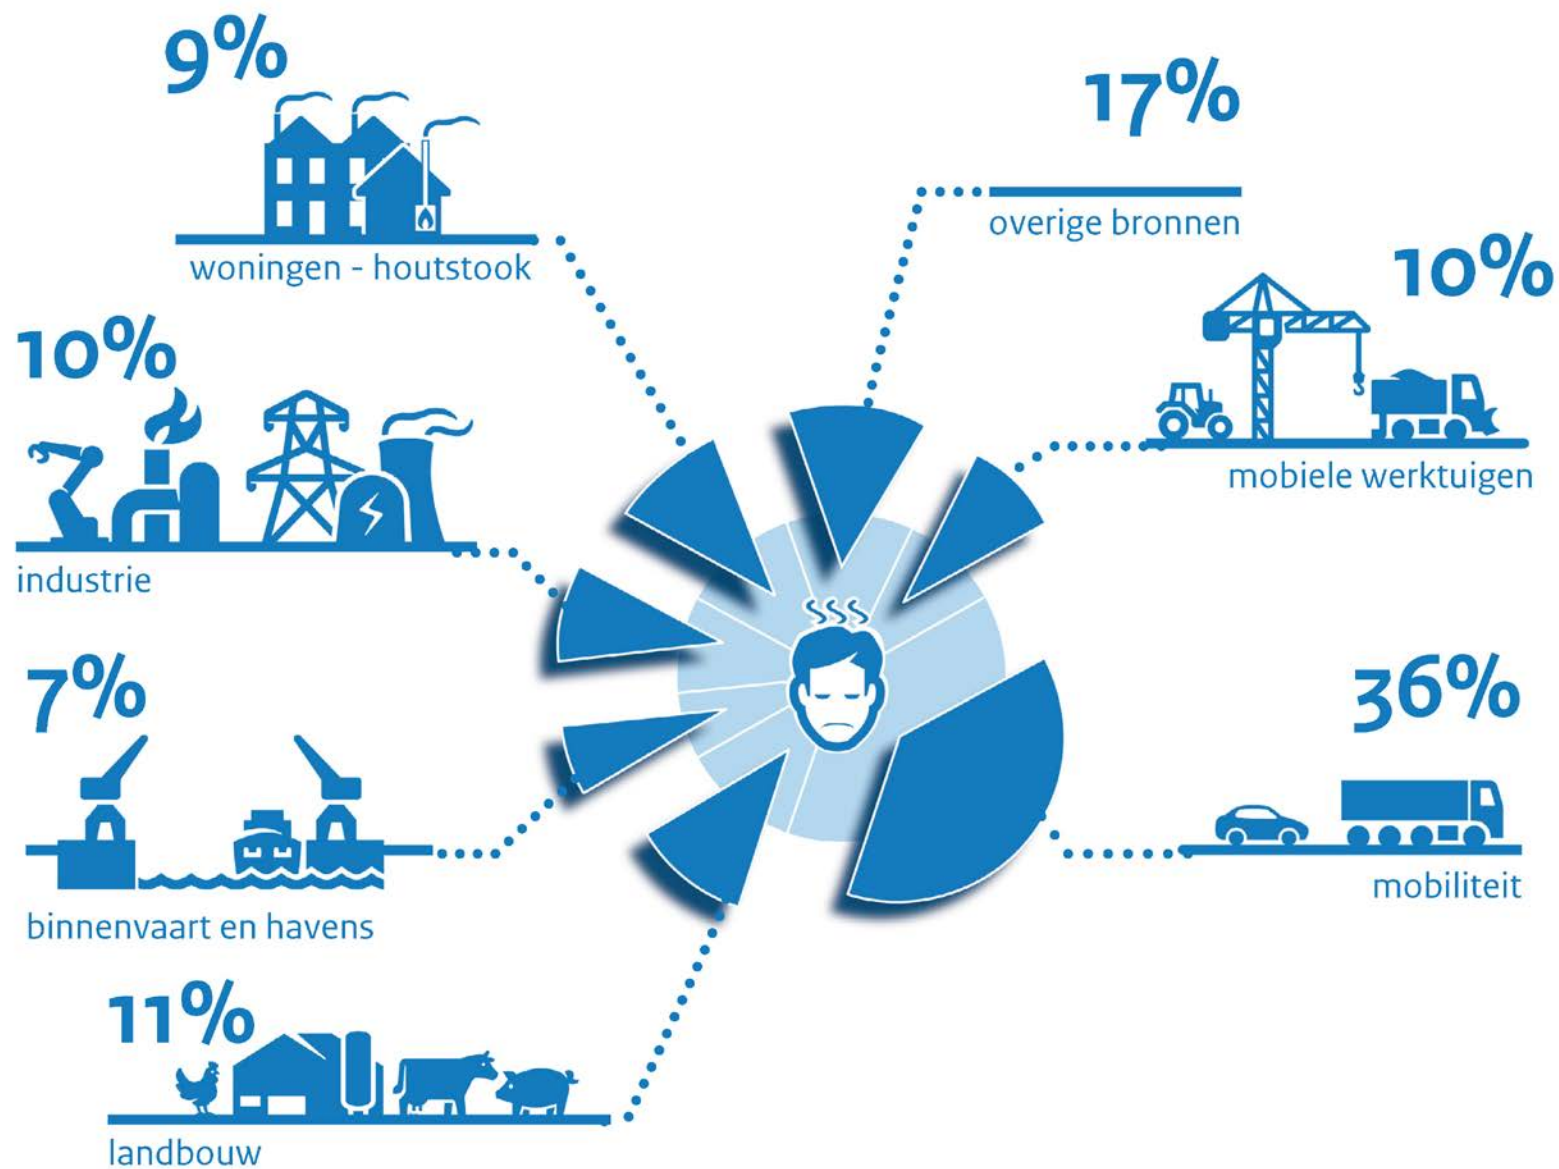 9%
woningen - houtstook
17%
overige bronnen
10%
mobiele werktuigen
10%
industrie
7%
binnenvaart en havens
36%
mobiliteit
11%
landbouw